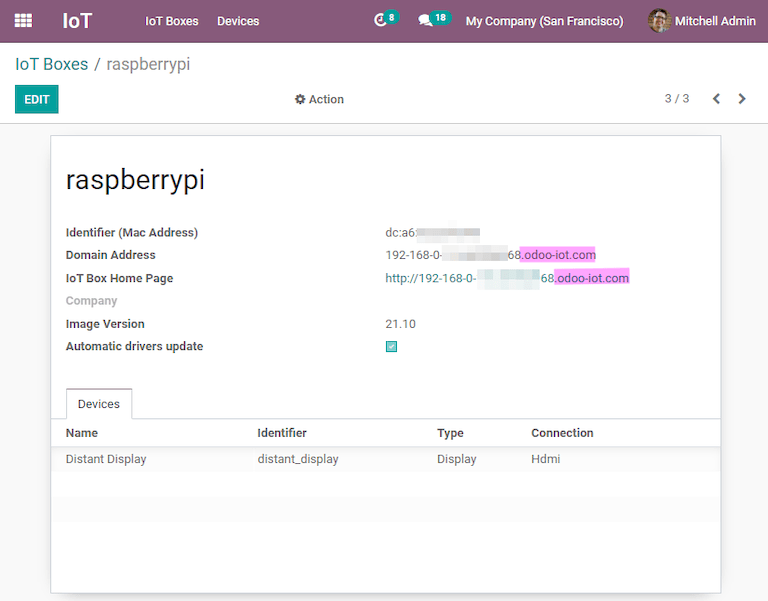 IoT IoT Boxes Devices 8 18 My Company (San Francisco) Mitchell Admin
IoT Boxes / raspberrypi
EDIT Action 3 / 3
raspberrypi
Identifier (Mac Address) dc:a6:
Domain Address 192-168-0- 68.odoo-iot.com
IoT Box Home Page http://192-168-0- 68.odoo-iot.com
Company
Image Version 21.10
Automatic drivers update
Devices
Name Identifier Type Connection
Distant Display distant_display Display Hdmi